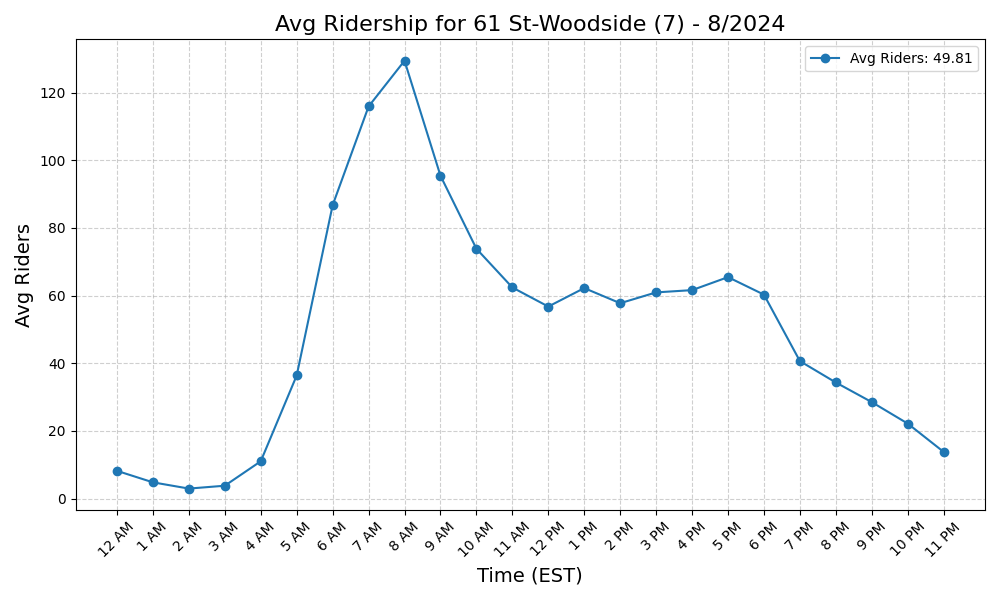 Avg Ridership for 61 St-Woodside (7) - 8/2024
Avg Riders: 49.81
Avg Riders
120
100
80
60
40
20
0
12 AM
1 AM
2 AM
3 AM
4 AM
5 AM
6 AM
7 AM
8 AM
9 AM
10 AM
11 AM
12 PM
1 PM
2 PM
3 PM
4 PM
5 PM
6 PM
7 PM
8 PM
9 PM
10 PM
11 PM
Time (EST)